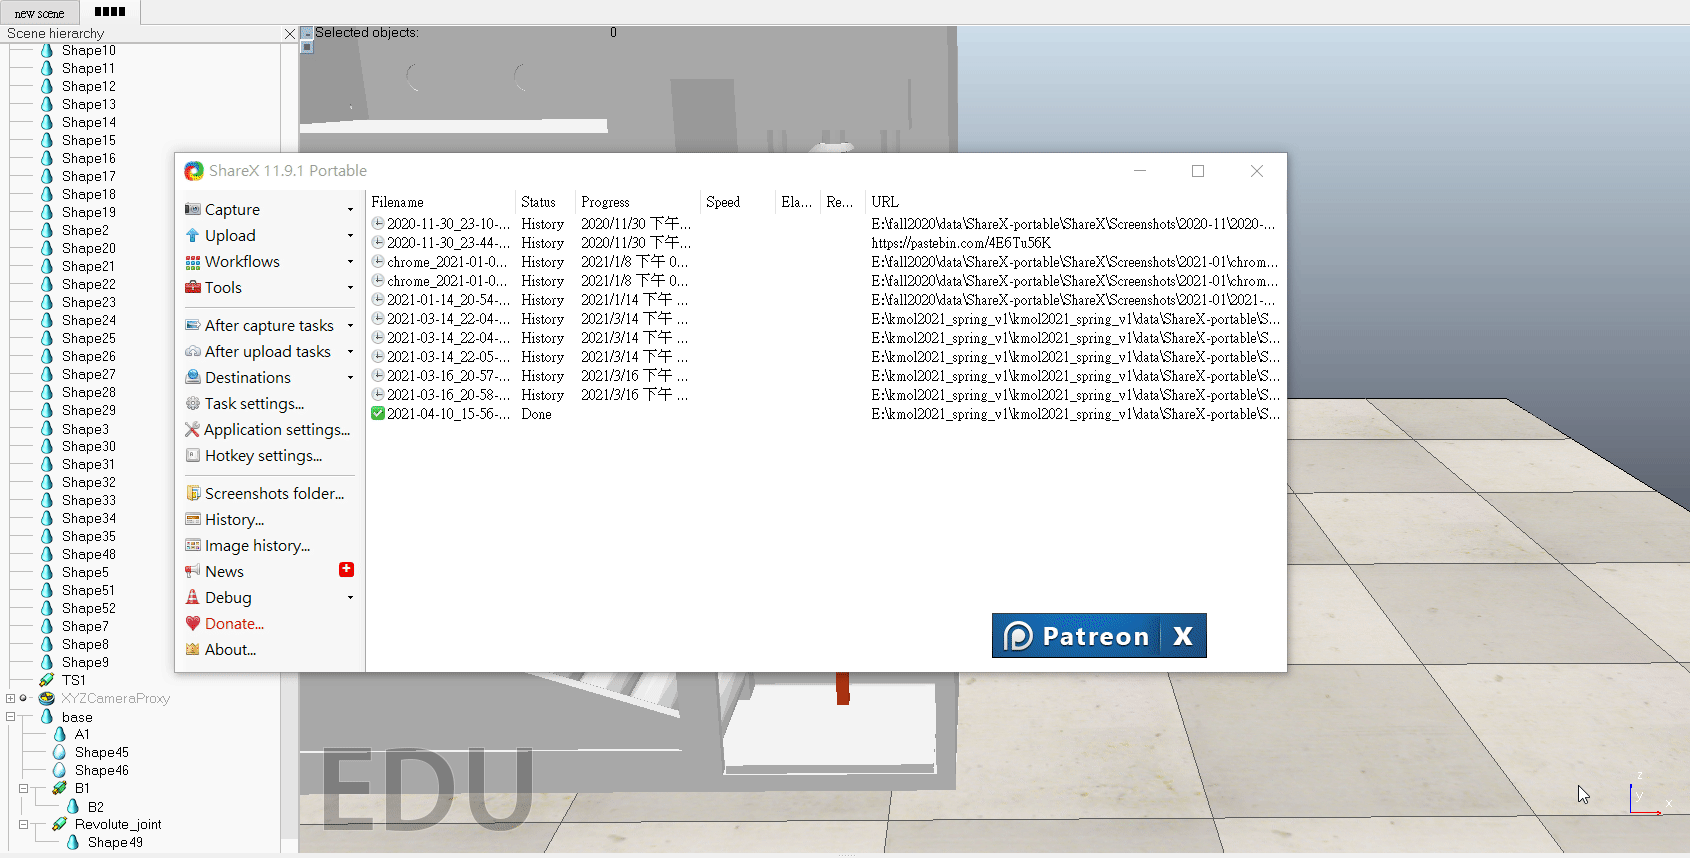 new scene
Scene hierarchy
Selected objects: 0
Shape10
Shape11
Shape12
Shape13
Shape14
Shape15
Shape16
Shape17
Shape18
Shape19
Shape2
Shape20
Shape21
Shape22
Shape23
Shape24
Shape25
Shape26
Shape27
Shape28
Shape29
Shape3
Shape30
Shape31
Shape32
Shape33
Shape34
Shape35
Shape48
Shape5
Shape51
Shape52
Shape7
Shape8
Shape9
TS1
XYZCameraProxy
base
A1
Shape45
Shape46
B1
B2
Revolute_joint
Shape49
ShareX 11.9.1 Portable
Capture
Upload
Workflows
Tools
After capture tasks
After upload tasks
Destinations
Task settings...
Application settings...
Hotkey settings...
Screenshots folder...
History...
Image history...
News
Debug
Donate...
About...
Filename Status Progress Speed Ela... Re... URL
2020-11-30_23-10-... History 2020/11/30 下午... E:\fall2020\data\ShareX-portable\ShareX\Screenshots\2020-11\2020-...
2020-11-30_23-44-... History 2020/11/30 下午... https://pastebin.com/4E6Tu56K
chrome_2021-01-0... History 2021/1/8 下午 0... E:\fall2020\data\ShareX-portable\ShareX\Screenshots\2021-01\chrom...
chrome_2021-01-0... History 2021/1/8 下午 0... E:\fall2020\data\ShareX-portable\ShareX\Screenshots\2021-01\chrom...
2021-01-14_20-54-... History 2021/1/14 下午 ... E:\fall2020\data\ShareX-portable\ShareX\Screenshots\2021-01\2021-...
2021-03-14_22-04-... History 2021/3/14 下午 ... E:\kmol2021_spring_v1\kmol2021_spring_v1\data\ShareX-portable\S...
2021-03-14_22-04-... History 2021/3/14 下午 ... E:\kmol2021_spring_v1\kmol2021_spring_v1\data\ShareX-portable\S...
2021-03-14_22-05-... History 2021/3/14 下午 ... E:\kmol2021_spring_v1\kmol2021_spring_v1\data\ShareX-portable\S...
2021-03-16_20-57-... History 2021/3/16 下午 ... E:\kmol2021_spring_v1\kmol2021_spring_v1\data\ShareX-portable\S...
2021-03-16_20-58-... History 2021/3/16 下午 ... E:\kmol2021_spring_v1\kmol2021_spring_v1\data\ShareX-portable\S...
2021-04-10_15-56-... Done E:\kmol2021_spring_v1\kmol2021_spring_v1\data\ShareX-portable\S...
Patreon X
EDU
z
y
x